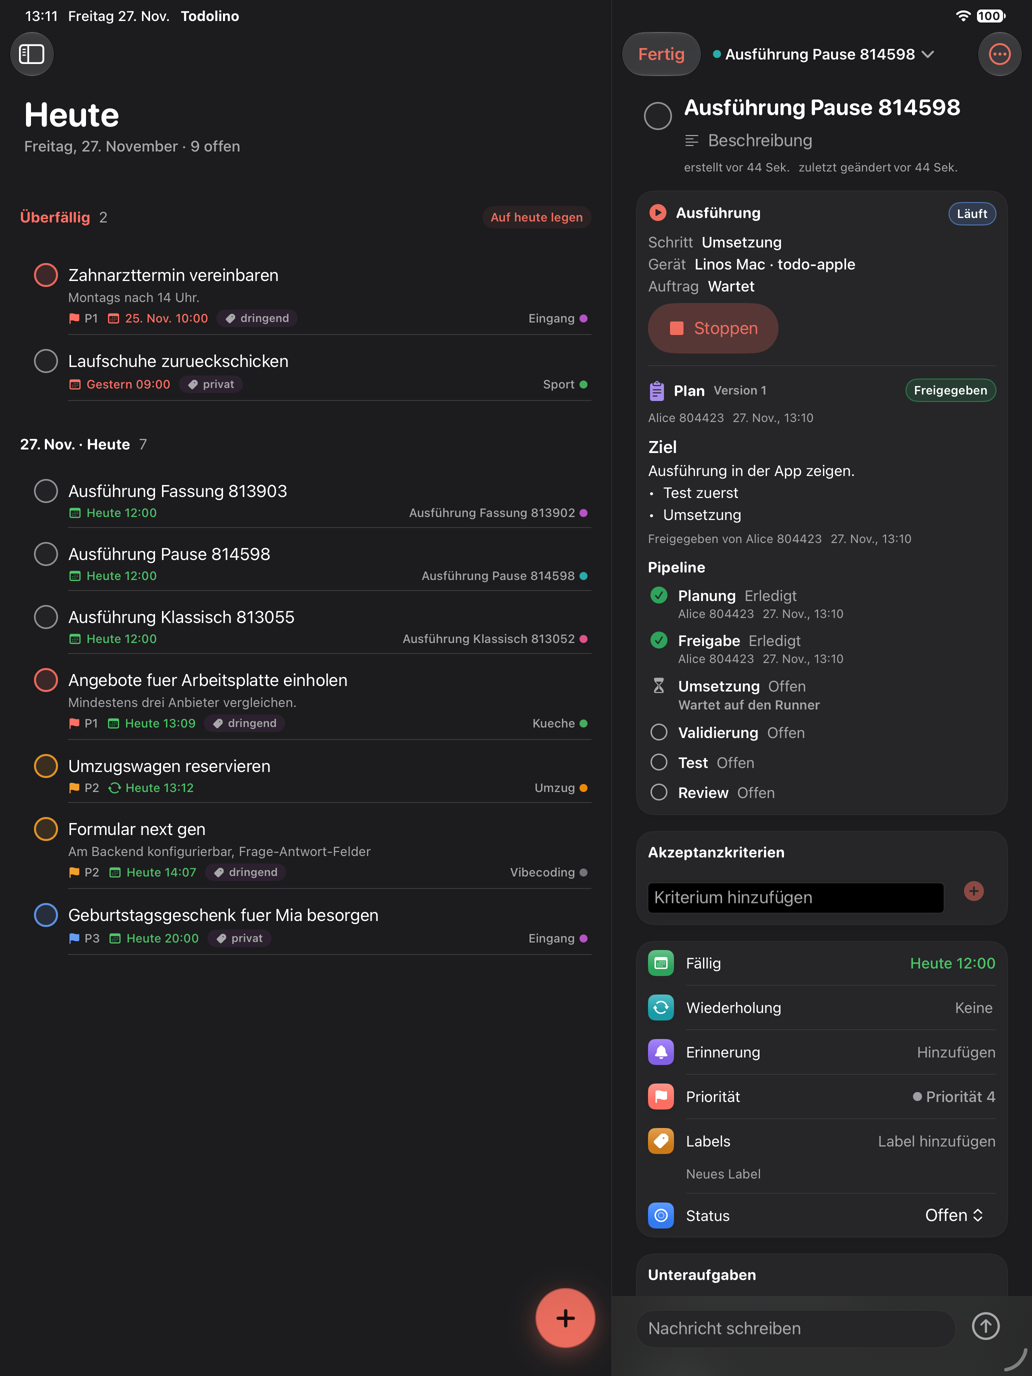 13:11 Freitag 27. Nov. Todolino
100
Heute
Freitag, 27. November · 9 offen
Überfällig 2
Auf heute legen
Zahnarzttermin vereinbaren
Montags nach 14 Uhr.
P1 25. Nov. 10:00 dringend Eingang
Laufschuhe zurueckschicken
Gestern 09:00 privat Sport
27. Nov. · Heute 7
Ausführung Fassung 813903
Heute 12:00 Ausführung Fassung 813902
Ausführung Pause 814598
Heute 12:00 Ausführung Pause 814598
Ausführung Klassisch 813055
Heute 12:00 Ausführung Klassisch 813052
Angebote fuer Arbeitsplatte einholen
Mindestens drei Anbieter vergleichen.
P1 Heute 13:09 dringend Kueche
Umzugswagen reservieren
P2 Heute 13:12 Umzug
Formular next gen
Am Backend konfigurierbar, Frage-Antwort-Felder
P2 Heute 14:07 dringend Vibecoding
Geburtstagsgeschenk fuer Mia besorgen
P3 Heute 20:00 privat Eingang
Fertig
Ausführung Pause 814598
Ausführung Pause 814598
Beschreibung
erstellt vor 44 Sek. zuletzt geändert vor 44 Sek.
Ausführung Läuft
Schritt Umsetzung
Gerät Linos Mac · todo-apple
Auftrag Wartet
Stoppen
Plan Version 1 Freigegeben
Alice 804423 27. Nov., 13:10
Ziel
Ausführung in der App zeigen.
• Test zuerst
• Umsetzung
Freigegeben von Alice 804423 27. Nov., 13:10
Pipeline
Planung Erledigt
Alice 804423 27. Nov., 13:10
Freigabe Erledigt
Alice 804423 27. Nov., 13:10
Umsetzung Offen
Wartet auf den Runner
Validierung Offen
Test Offen
Review Offen
Akzeptanzkriterien
Kriterium hinzufügen
Fällig Heute 12:00
Wiederholung Keine
Erinnerung Hinzufügen
Priorität Priorität 4
Labels Label hinzufügen
Neues Label
Status Offen
Unteraufgaben
Nachricht schreiben